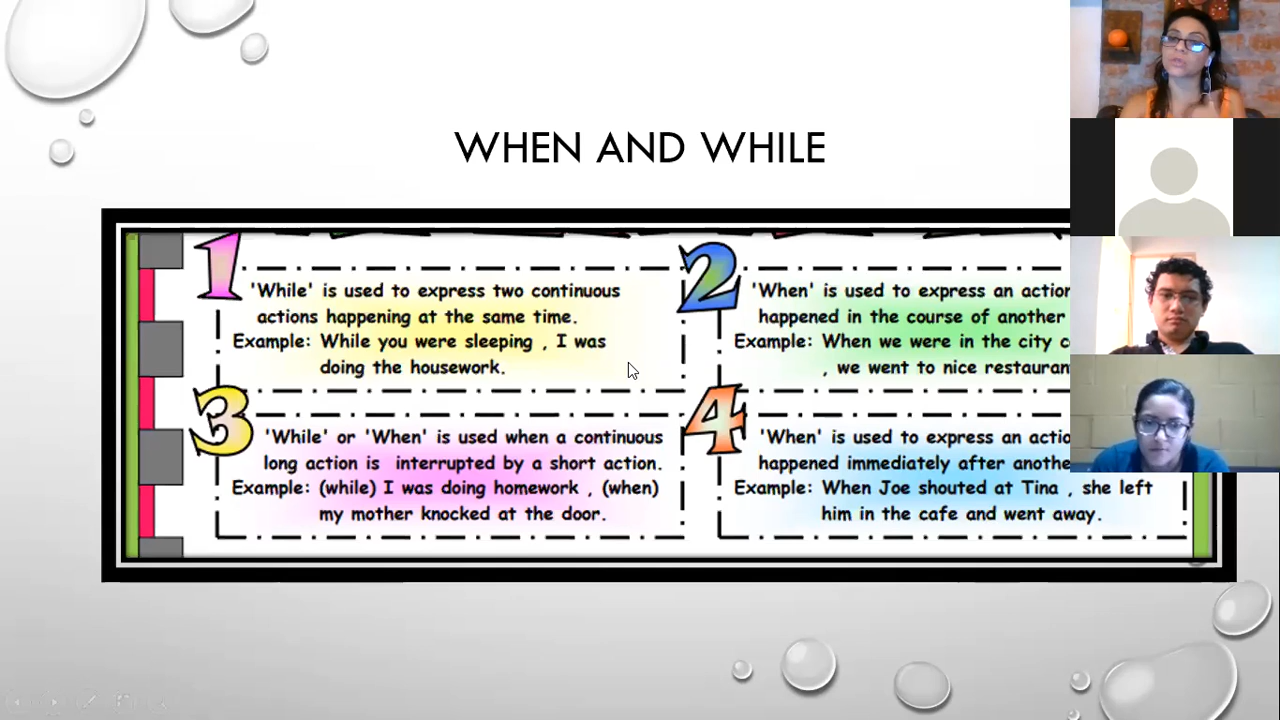 WHEN AND WHILE
1
'While' is used to express two continuous
actions happening at the same time.
Example: While you were sleeping , I was
doing the housework.
2
'When' is used to express an action
happened in the course of another
Example: When we were in the city
, we went to nice
3
'While' or 'When' is used when a continuous
long action is interrupted by a short action.
Example: (while) I was doing homework , (when)
my mother knocked at the door.
4
'When' is used to express an
happened immediately after
Example: When Joe shouted at Tina , she left
him in the cafe and went away.